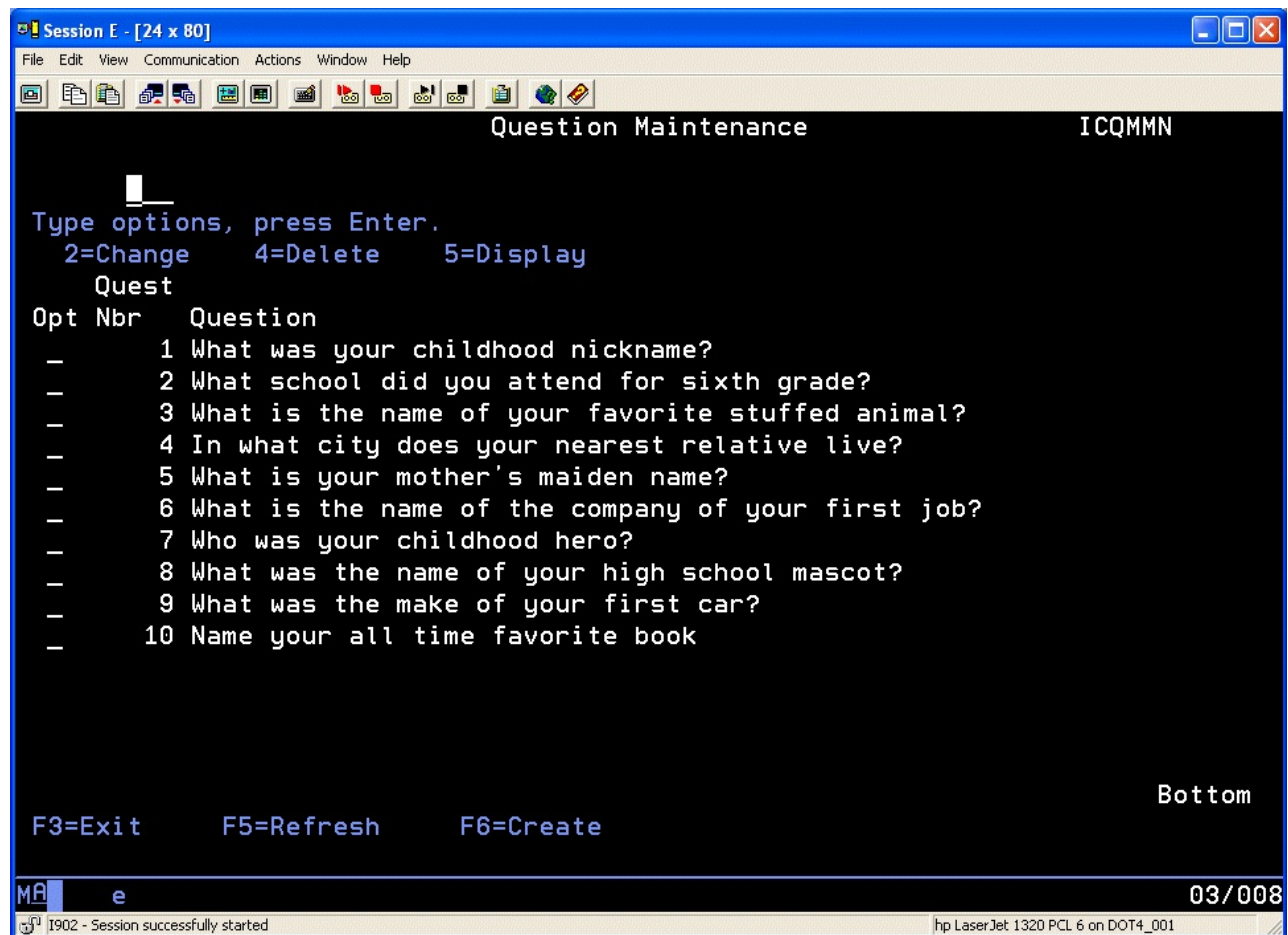 Session E - [24 x 80]
File Edit View Communication Actions Window Help
Question Maintenance ICQMMN
Type options, press Enter.
2=Change 4=Delete 5=Display
Quest
Opt Nbr Question
1 What was your childhood nickname?
2 What school did you attend for sixth grade?
3 What is the name of your favorite stuffed animal?
4 In what city does your nearest relative live?
5 What is your mother's maiden name?
6 What is the name of the company of your first job?
7 Who was your childhood hero?
8 What was the name of your high school mascot?
9 What was the make of your first car?
10 Name your all time favorite book
Bottom
F3=Exit F5=Refresh F6=Create
MA e 03/008
I902 - Session successfully started hp LaserJet 1320 PCL 6 on DOT4_001